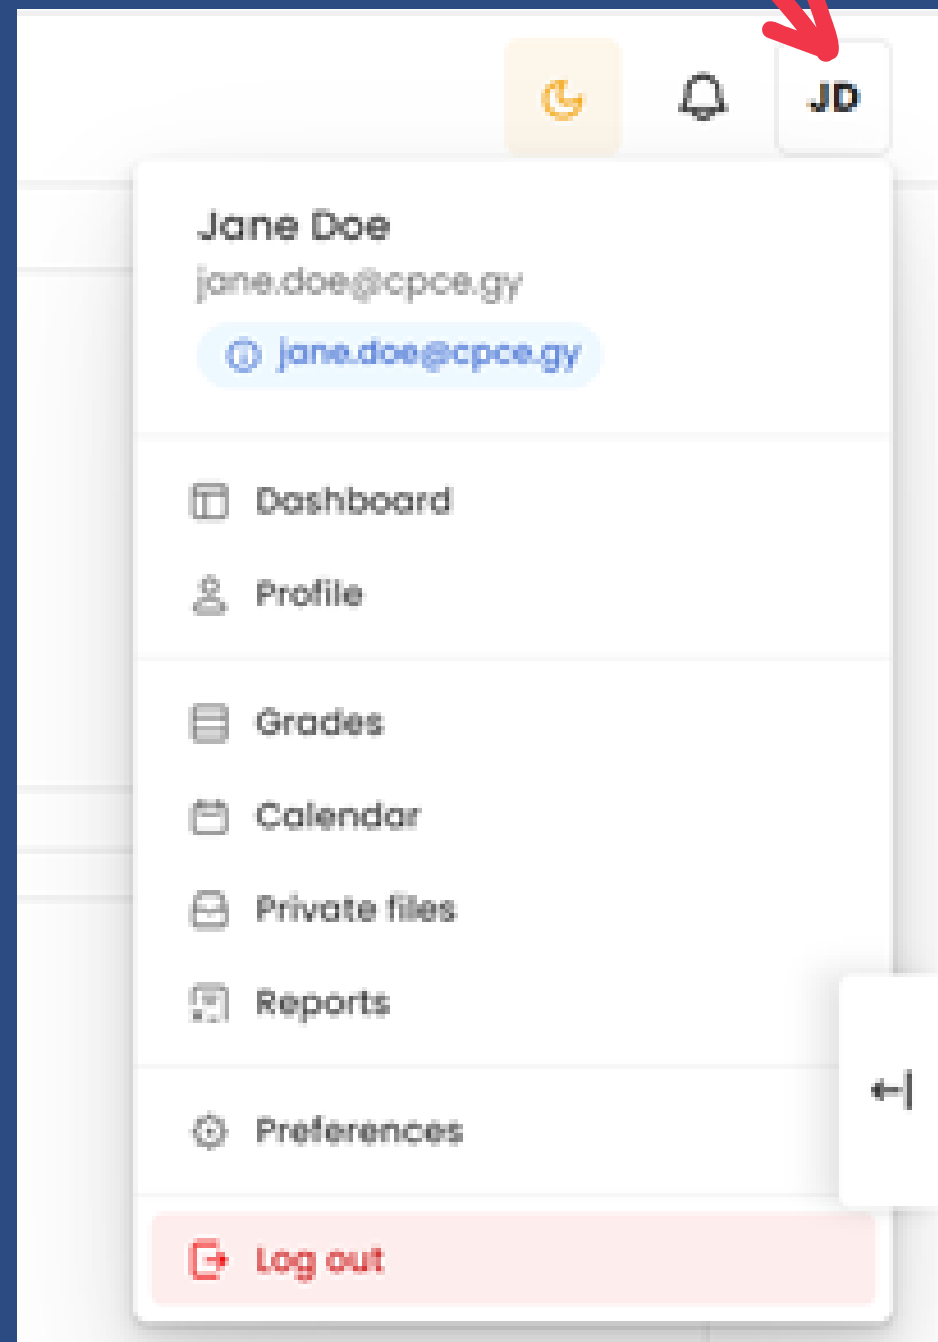 JD
Jane Doe
jane.doe@cpce.gy
jane.doe@cpce.gy
Dashboard
Profile
Grades
Calendar
Private files
Reports
Preferences
Log out